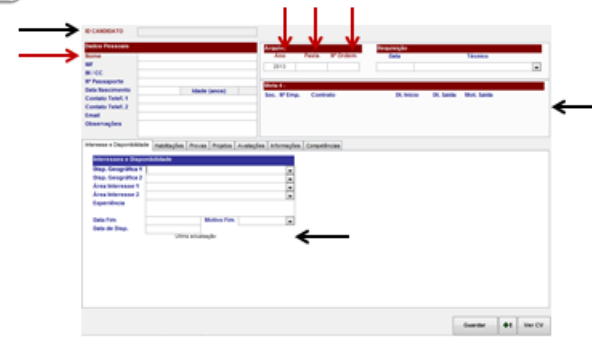 ID CANDIDATO
Dados Pessoais
Nome
NIF
BI / CC
Nº Passaporte
Data Nascimento Idade (anos)
Contato Telef. 1
Contato Telef. 2
Email
Observações
Arquivo
Ano Pasta Nº Ordem
2013
Requisição
Data Técnico
Meta 4 -
Soc. Nº Emp. Contrato Dt. Início Dt. Saída Mot. Saída
Interesse e Disponibilidade Habilitações Provas Projetos Avaliações Informações Competências
Interesses e Disponibilidade
Disp. Geográfica 1
Disp. Geográfica 2
Área Interesse 1
Área Interesse 2
Experiência
Data Fim Motivo Fim
Data de Disp.
Última actualização
Guardar Ver CV